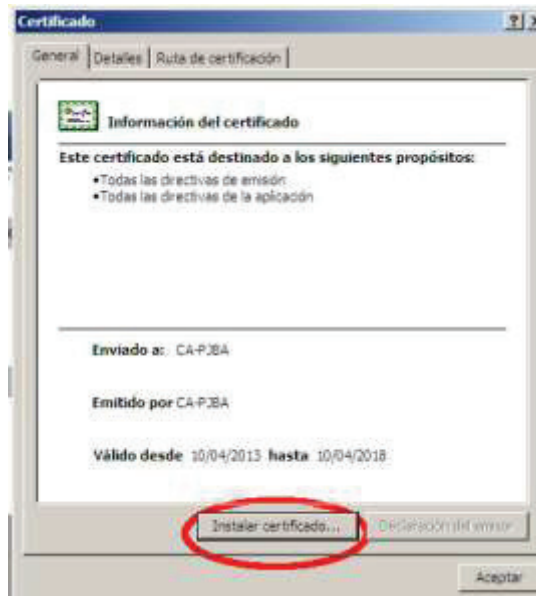 Certificado
General Detalles Ruta de certificación
Información del certificado
Este certificado está destinado a los siguientes propósitos:
•Todas las directivas de emisión
•Todas las directivas de la aplicación
Enviado a: CA-PJBA
Emitido por CA-PJBA
Válido desde 10/04/2013 hasta 10/04/2018
Instalar certificado... Declaración del emisor
Aceptar